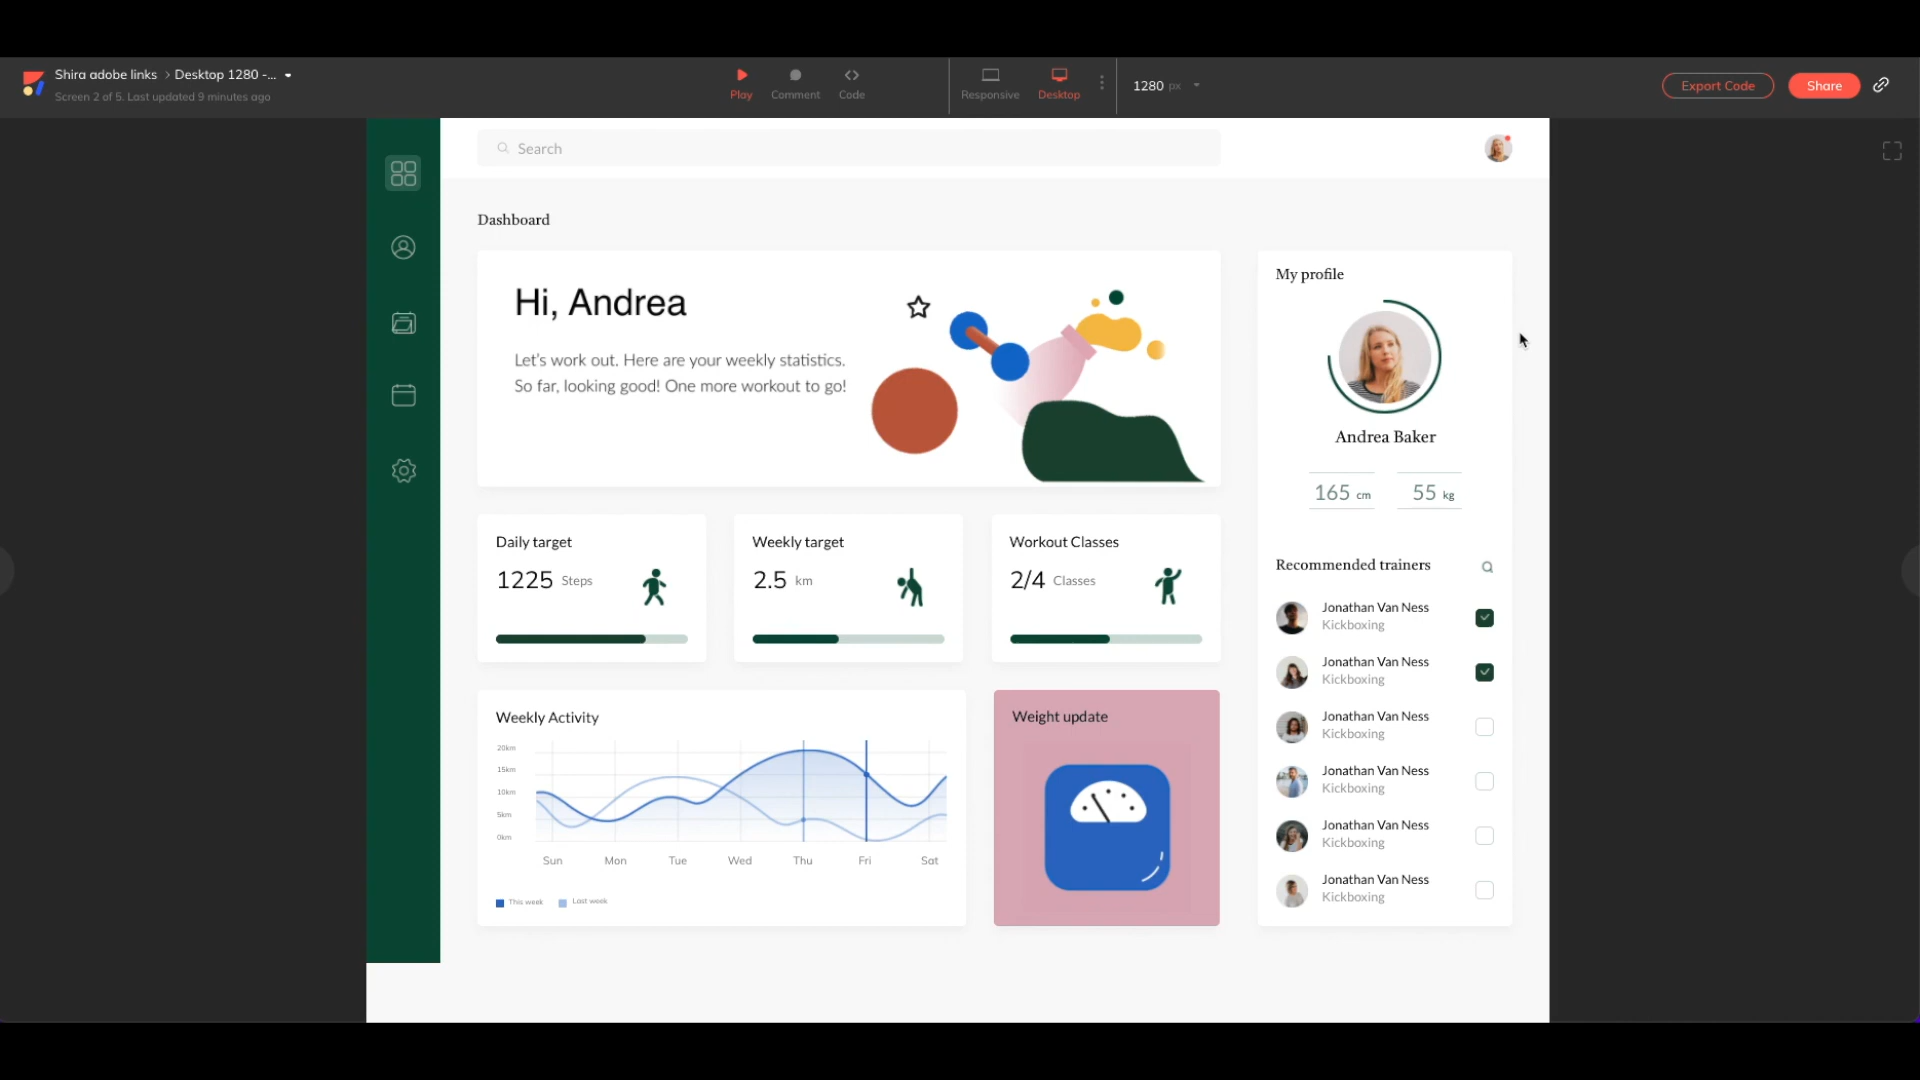 Shira adobe links > Desktop 1280 -...
Screen 2 of 5. Last updated 9 minutes ago
Play
Comment
Code
Responsive
Desktop
1280 px
Export Code
Share
Search
Dashboard
Hi, Andrea
Let's work out. Here are your weekly statistics.
So far, looking good! One more workout to go!
My profile
Andrea Baker
165 cm
55 kg
Daily target
1225 Steps
Weekly target
2.5 km
Workout Classes
2/4 Classes
Recommended trainers
Jonathan Van Ness
Kickboxing
Jonathan Van Ness
Kickboxing
Jonathan Van Ness
Kickboxing
Jonathan Van Ness
Kickboxing
Jonathan Van Ness
Kickboxing
Jonathan Van Ness
Kickboxing
Weekly Activity
20km
15km
10km
5km
0km
Sun Mon Tue Wed Thu Fri Sat
This week Last week
Weight update